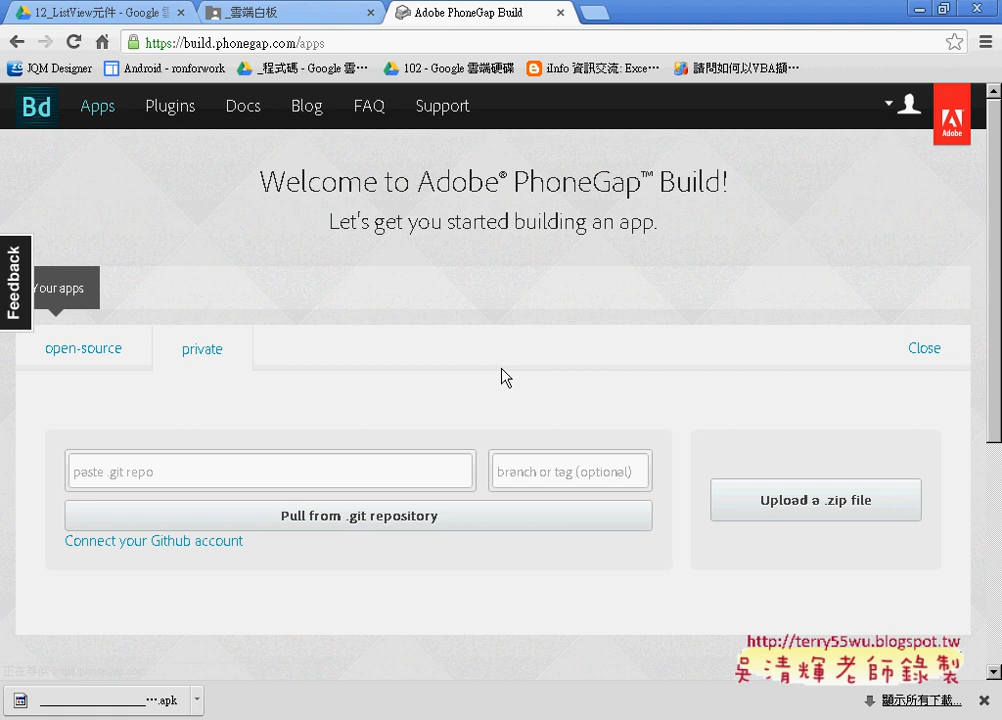 12_ListView元件 - Google 雲
_雲端白板
Adobe PhoneGap Build
https://build.phonegap.com/apps
JQM Designer
Android - ronforwork
_程式碼 - Google 雲…
102 - Google 雲端硬碟
iInfo 資訊交流: Exce…
請問如何以VBA擷…
Bd
Apps
Plugins
Docs
Blog
FAQ
Support
Adobe
Welcome to Adobe® PhoneGap™ Build!
Let's get you started building an app.
Feedback
Your apps
open-source
private
Close
paste .git repo
branch or tag (optional)
Pull from .git repository
Connect your Github account
Upload a .zip file
http://terry55wu.blogspot.tw
吳清輝老師錄製
….apk
顯示所有下載...